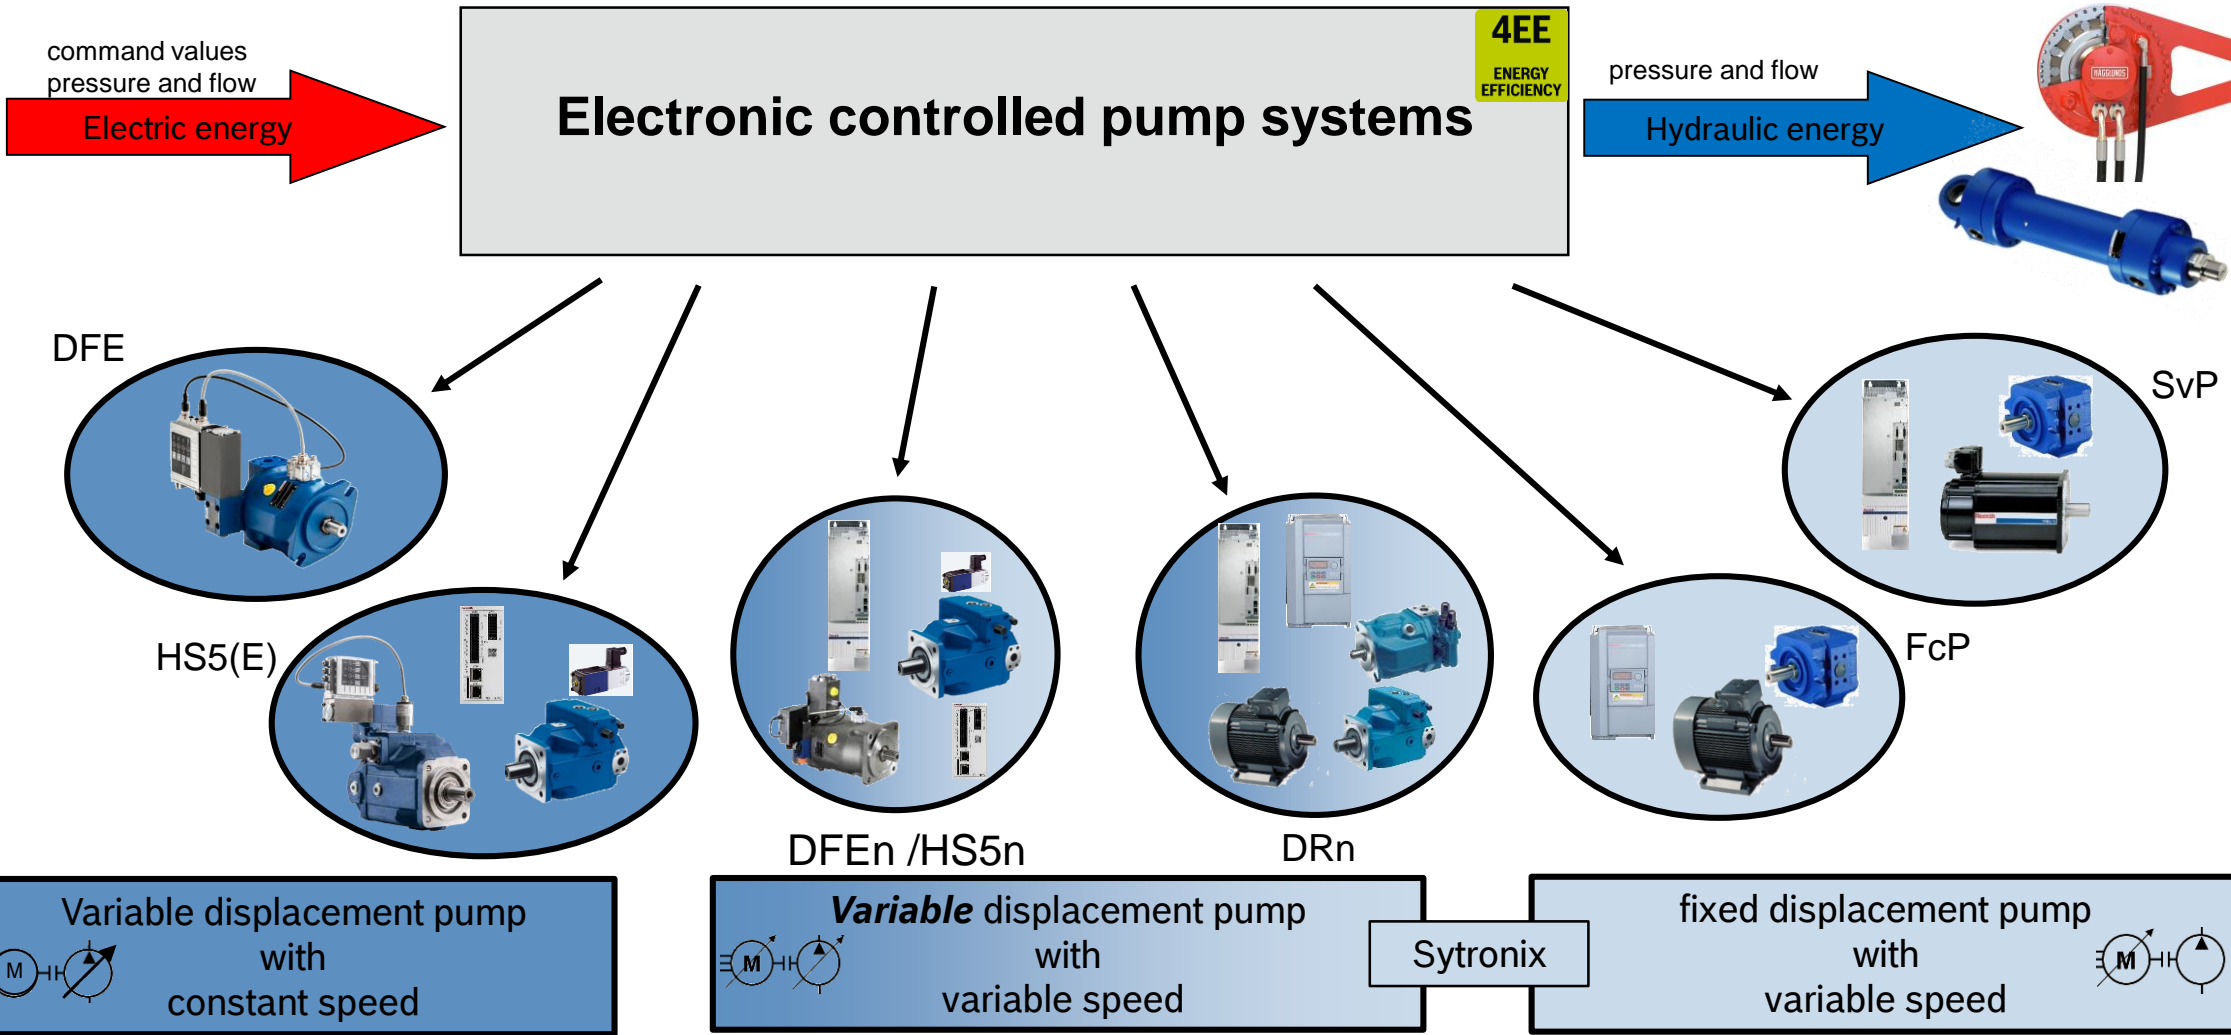 command values
pressure and flow
Electric energy
Electronic controlled pump systems
4EE
ENERGY
EFFICIENCY
pressure and flow
Hydraulic energy
HÄGGLUNDS
DFE
HS5(E)
DFEn /HS5n
DRn
FcP
SvP
Variable displacement pump
with
constant speed
M
Variable displacement pump
with
variable speed
M
Sytronix
fixed displacement pump
with
variable speed
M